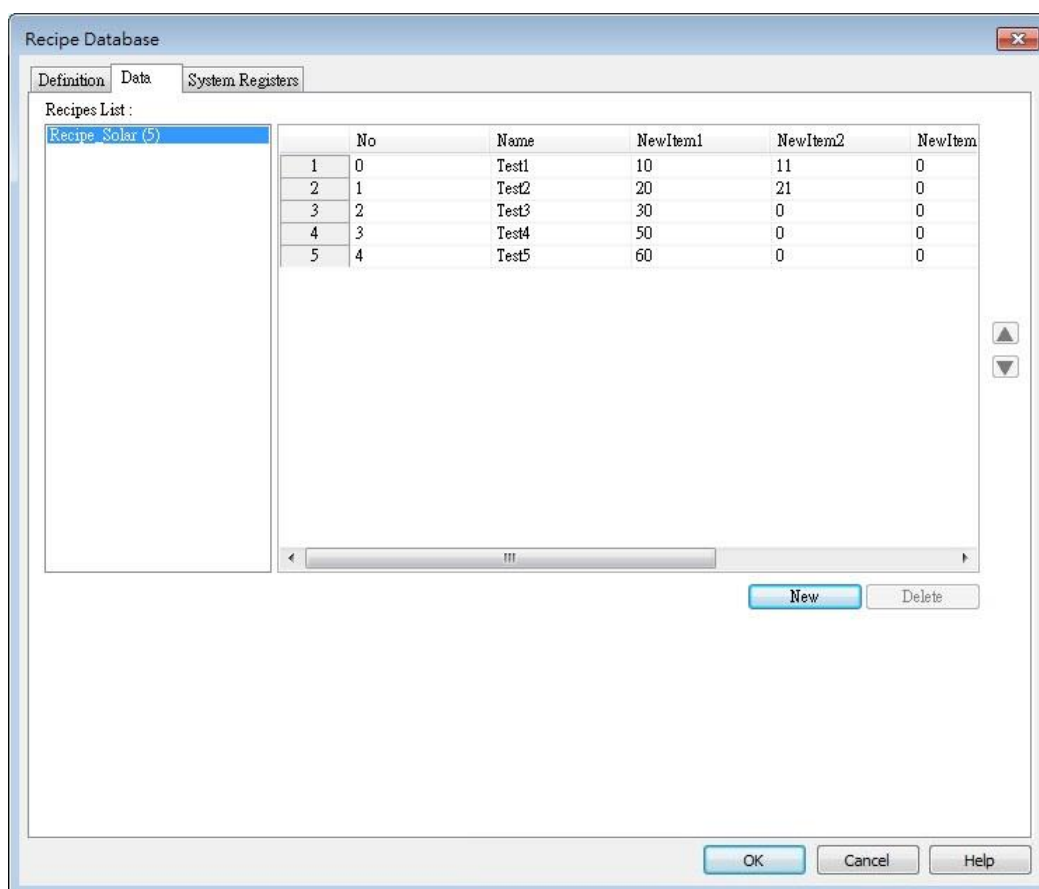 Recipe Database
Definition Data System Registers
Recipes List :
Recipe_Solar (5)
No Name NewItem1 NewItem2 NewItem
1 0 Test1 10 11 0
2 1 Test2 20 21 0
3 2 Test3 30 0 0
4 3 Test4 50 0 0
5 4 Test5 60 0 0
New Delete
OK Cancel Help